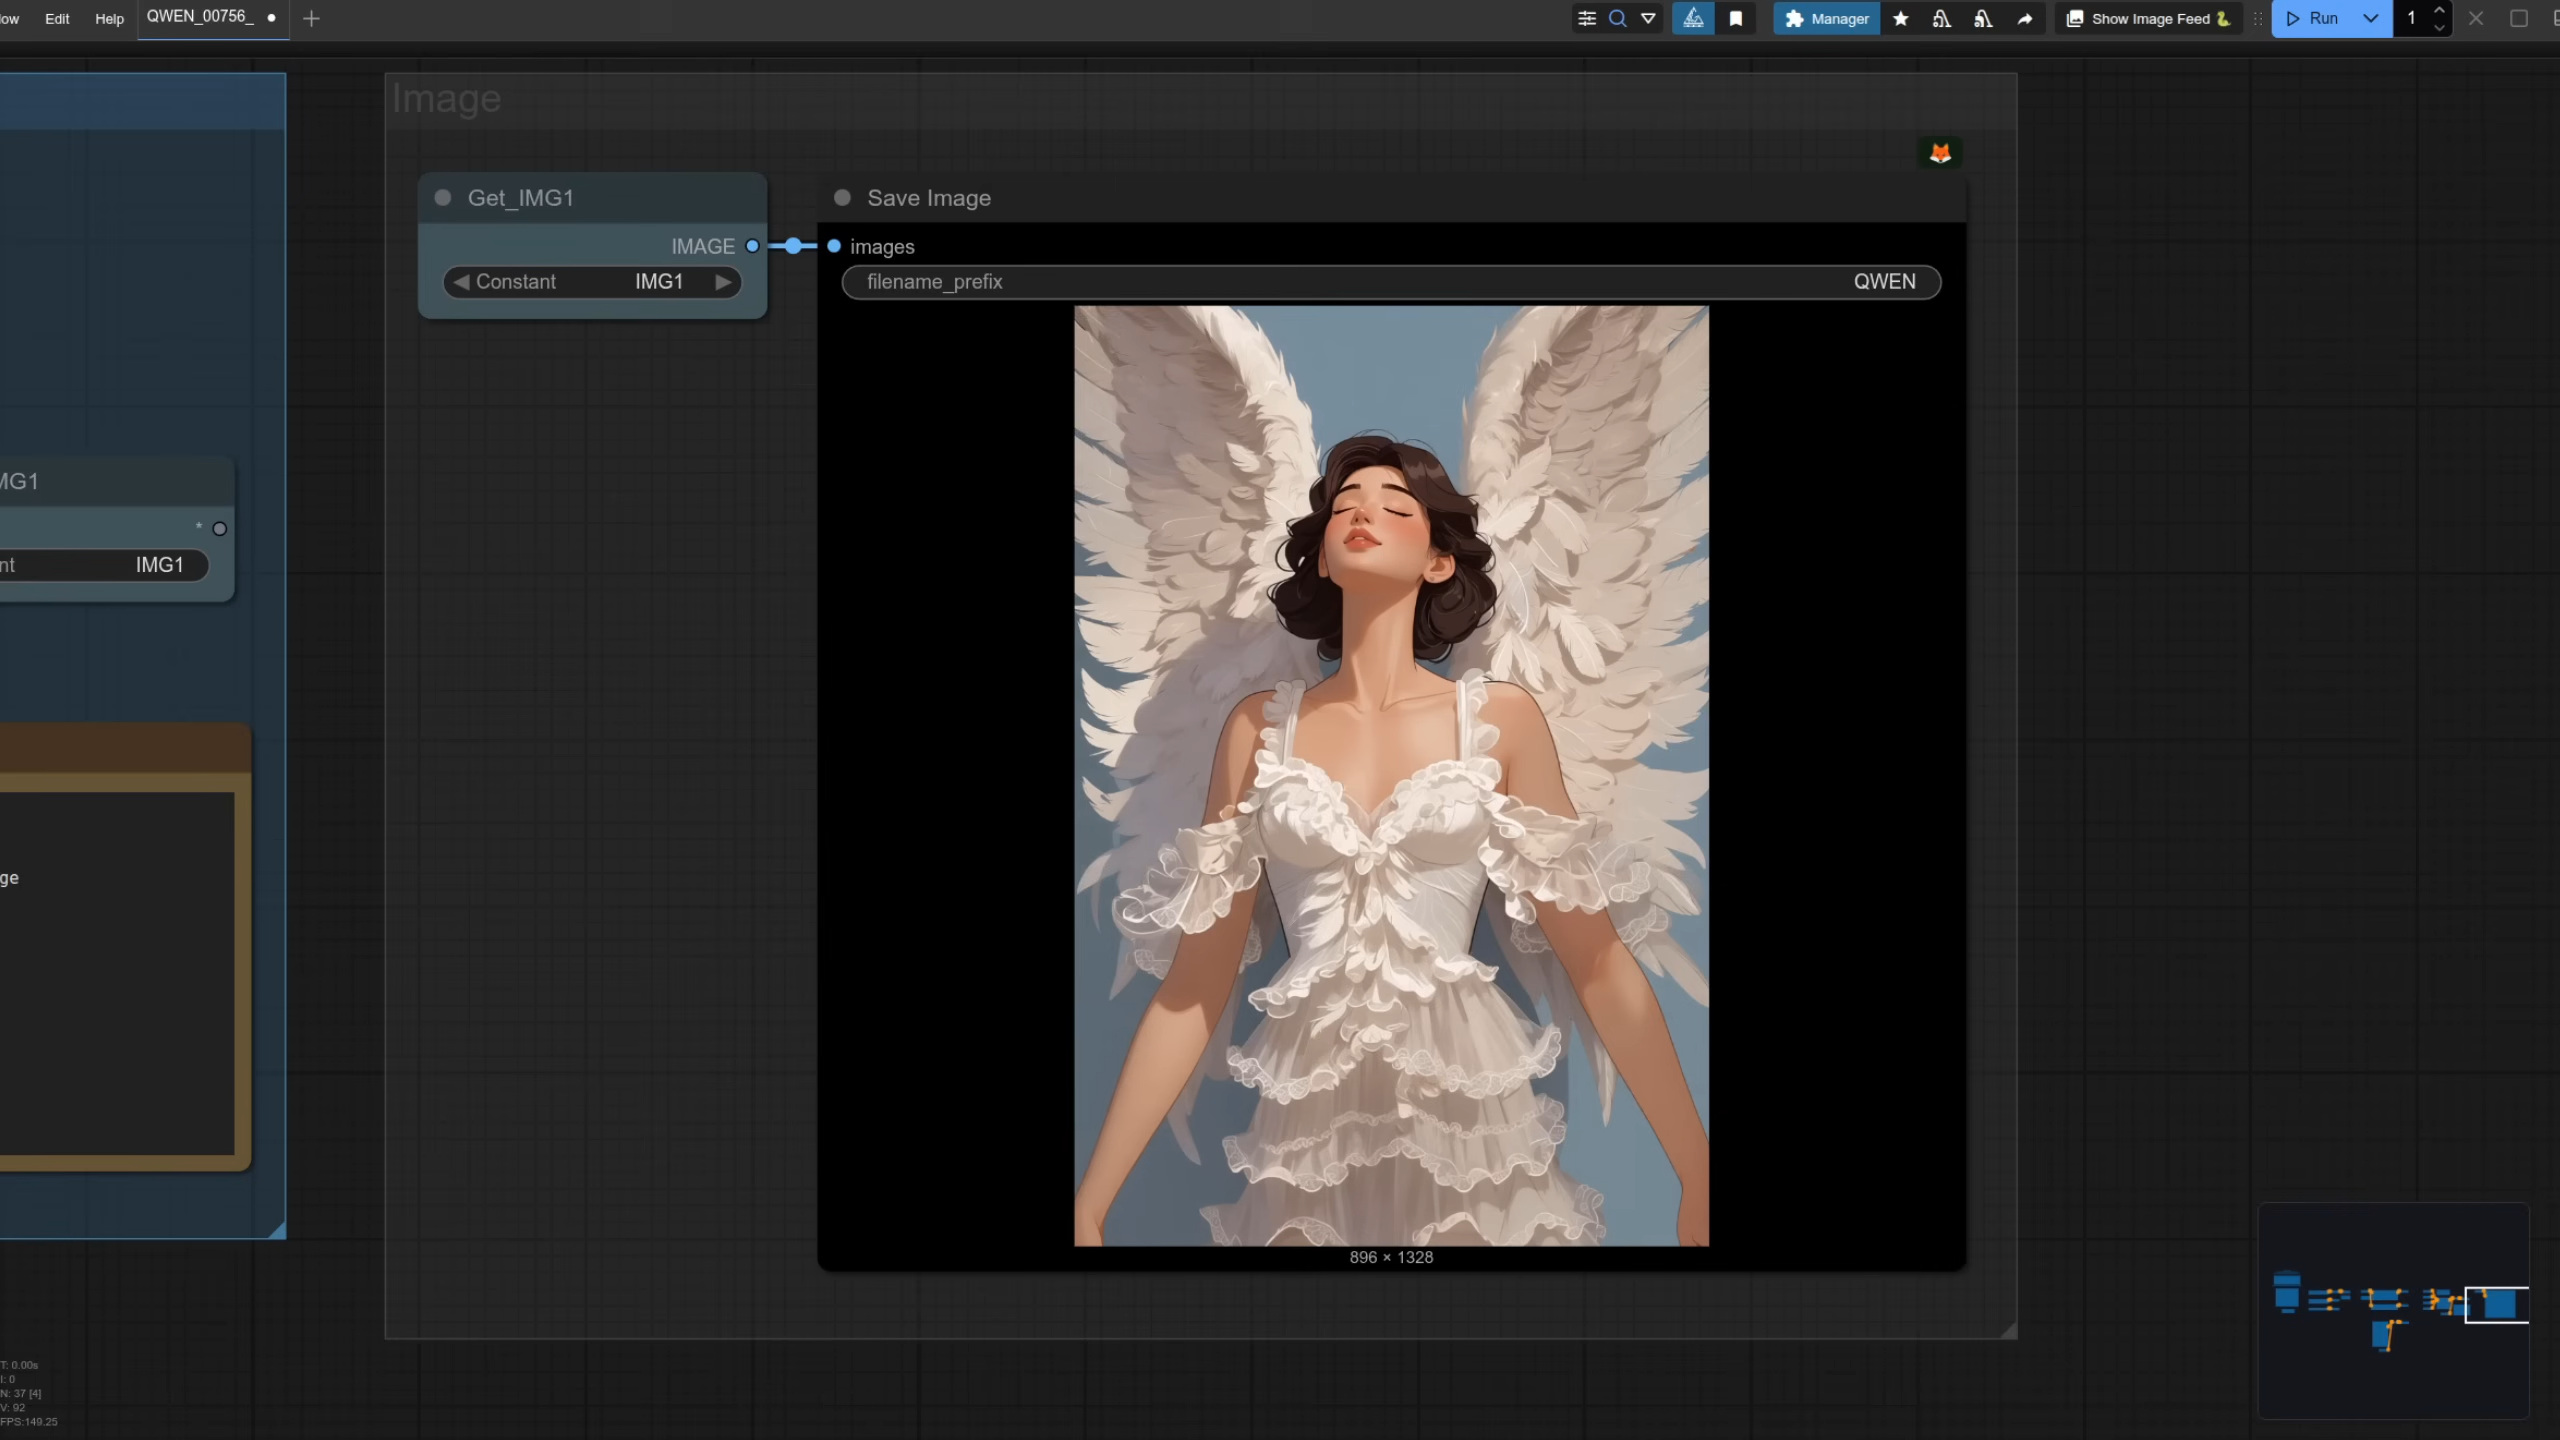 ow Edit Help QWEN_00756_ Manager Show Image Feed Run 1
Image
Get_IMG1
IMAGE
Constant IMG1
Save Image
images
filename_prefix QWEN
896 × 1328
MG1
*
nt IMG1
ge
T: 0.00s
I: 0
N: 37 [4]
V: 92
FPS:149.25